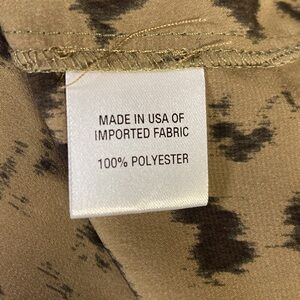 MADE IN USA OF
IMPORTED FABRIC
100% POLYESTER